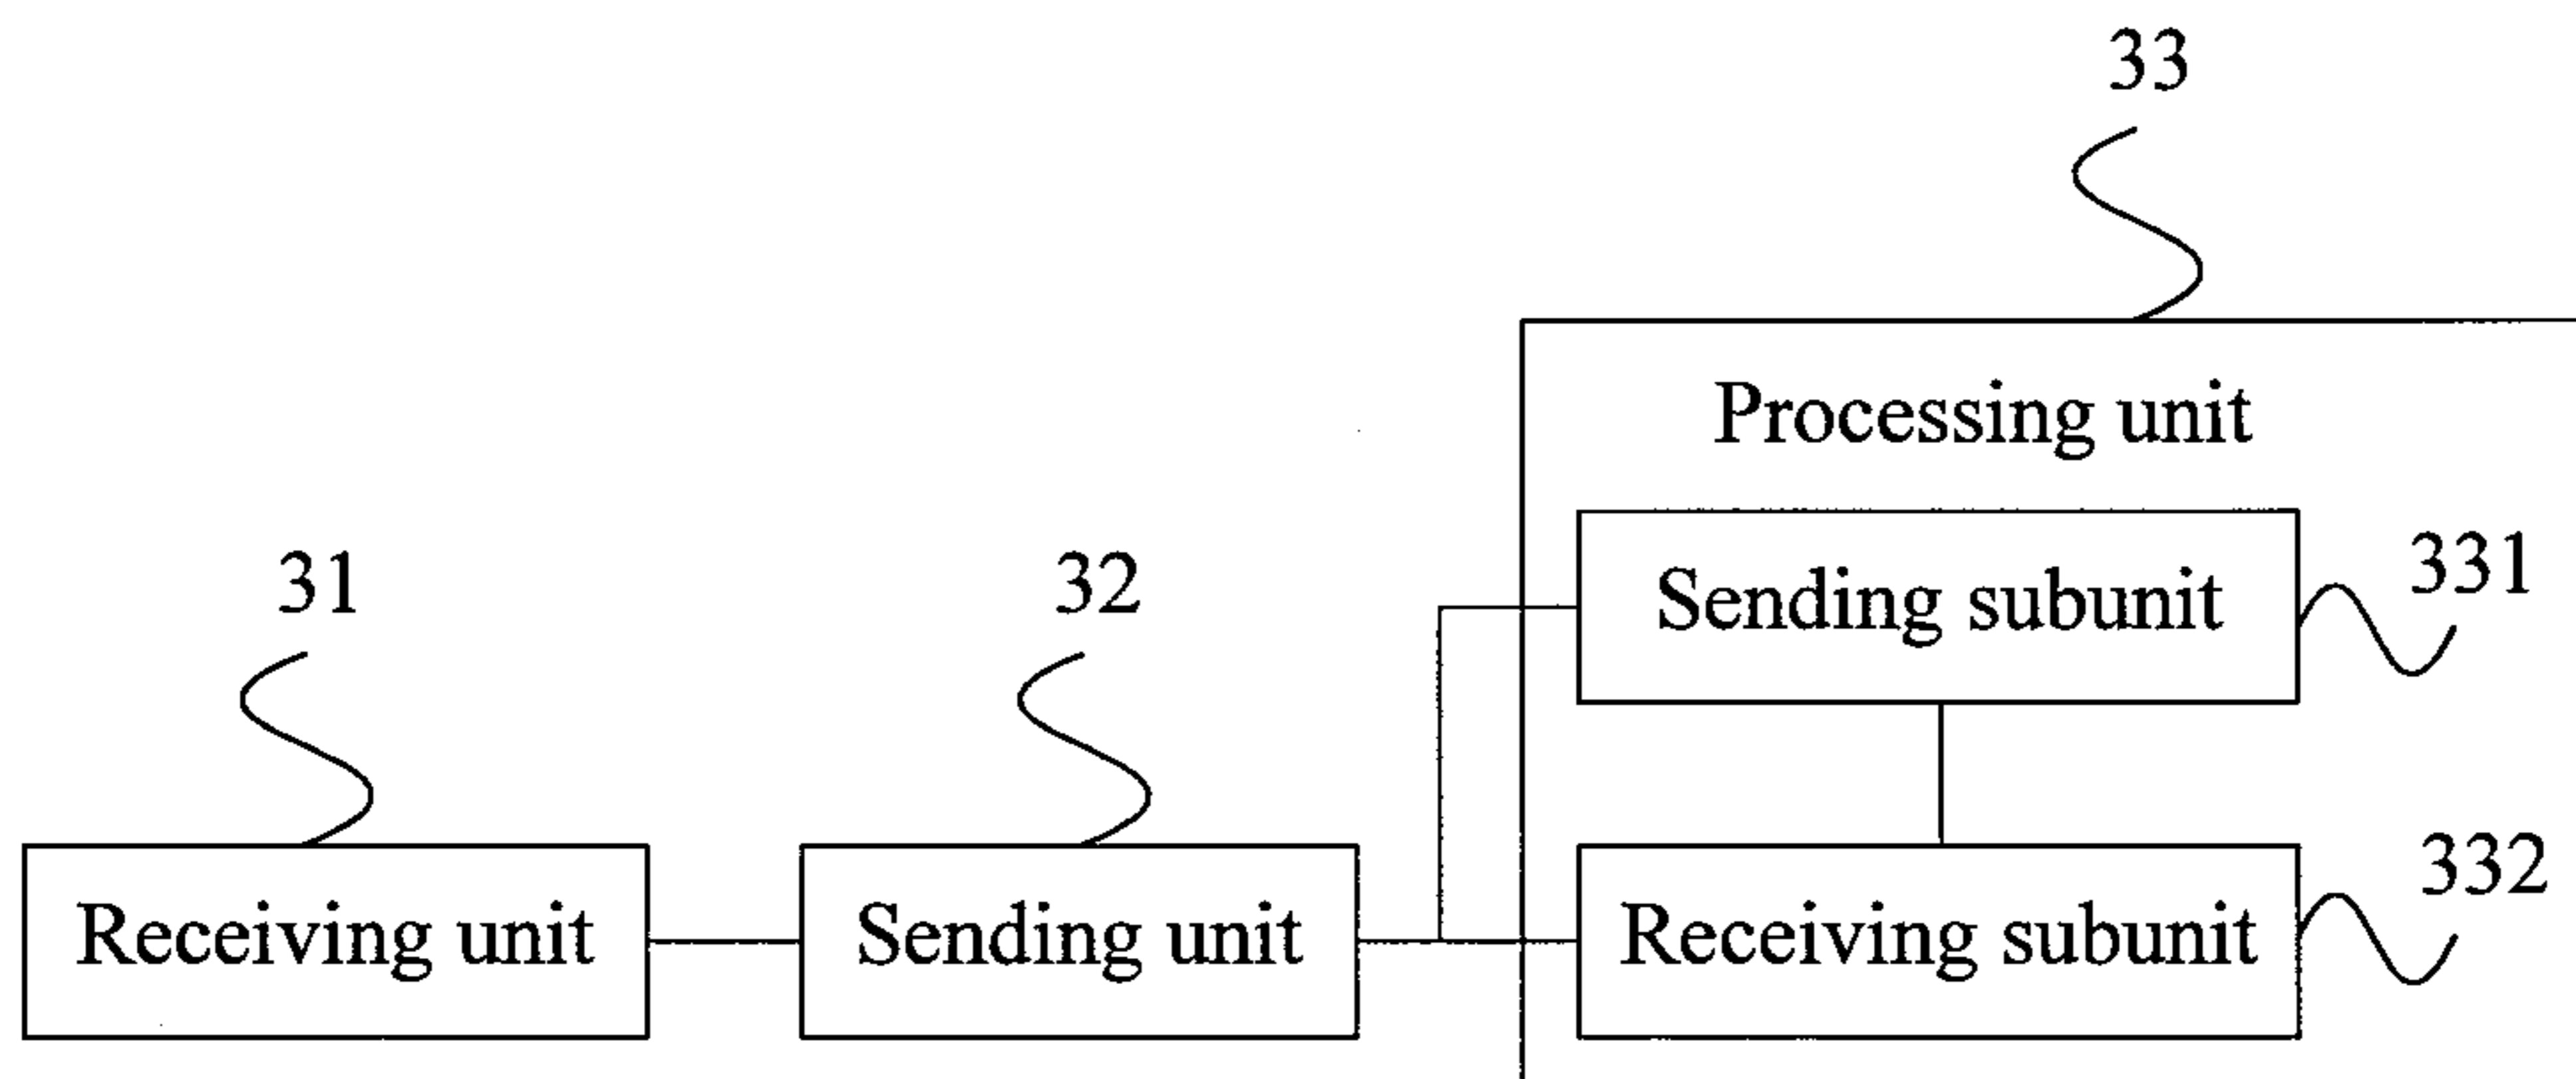 33
Processing unit
31
32
Sending subunit
331
Receiving unit
Sending unit
Receiving subunit
332